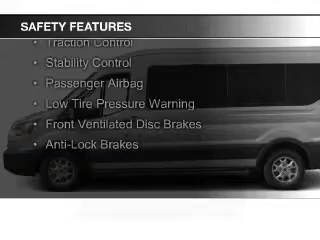 SAFETY FEATURES
• Traction Control
• Stability Control
• Passenger Airbag
• Low Tire Pressure Warning
• Front Ventilated Disc Brakes
• Anti-Lock Brakes